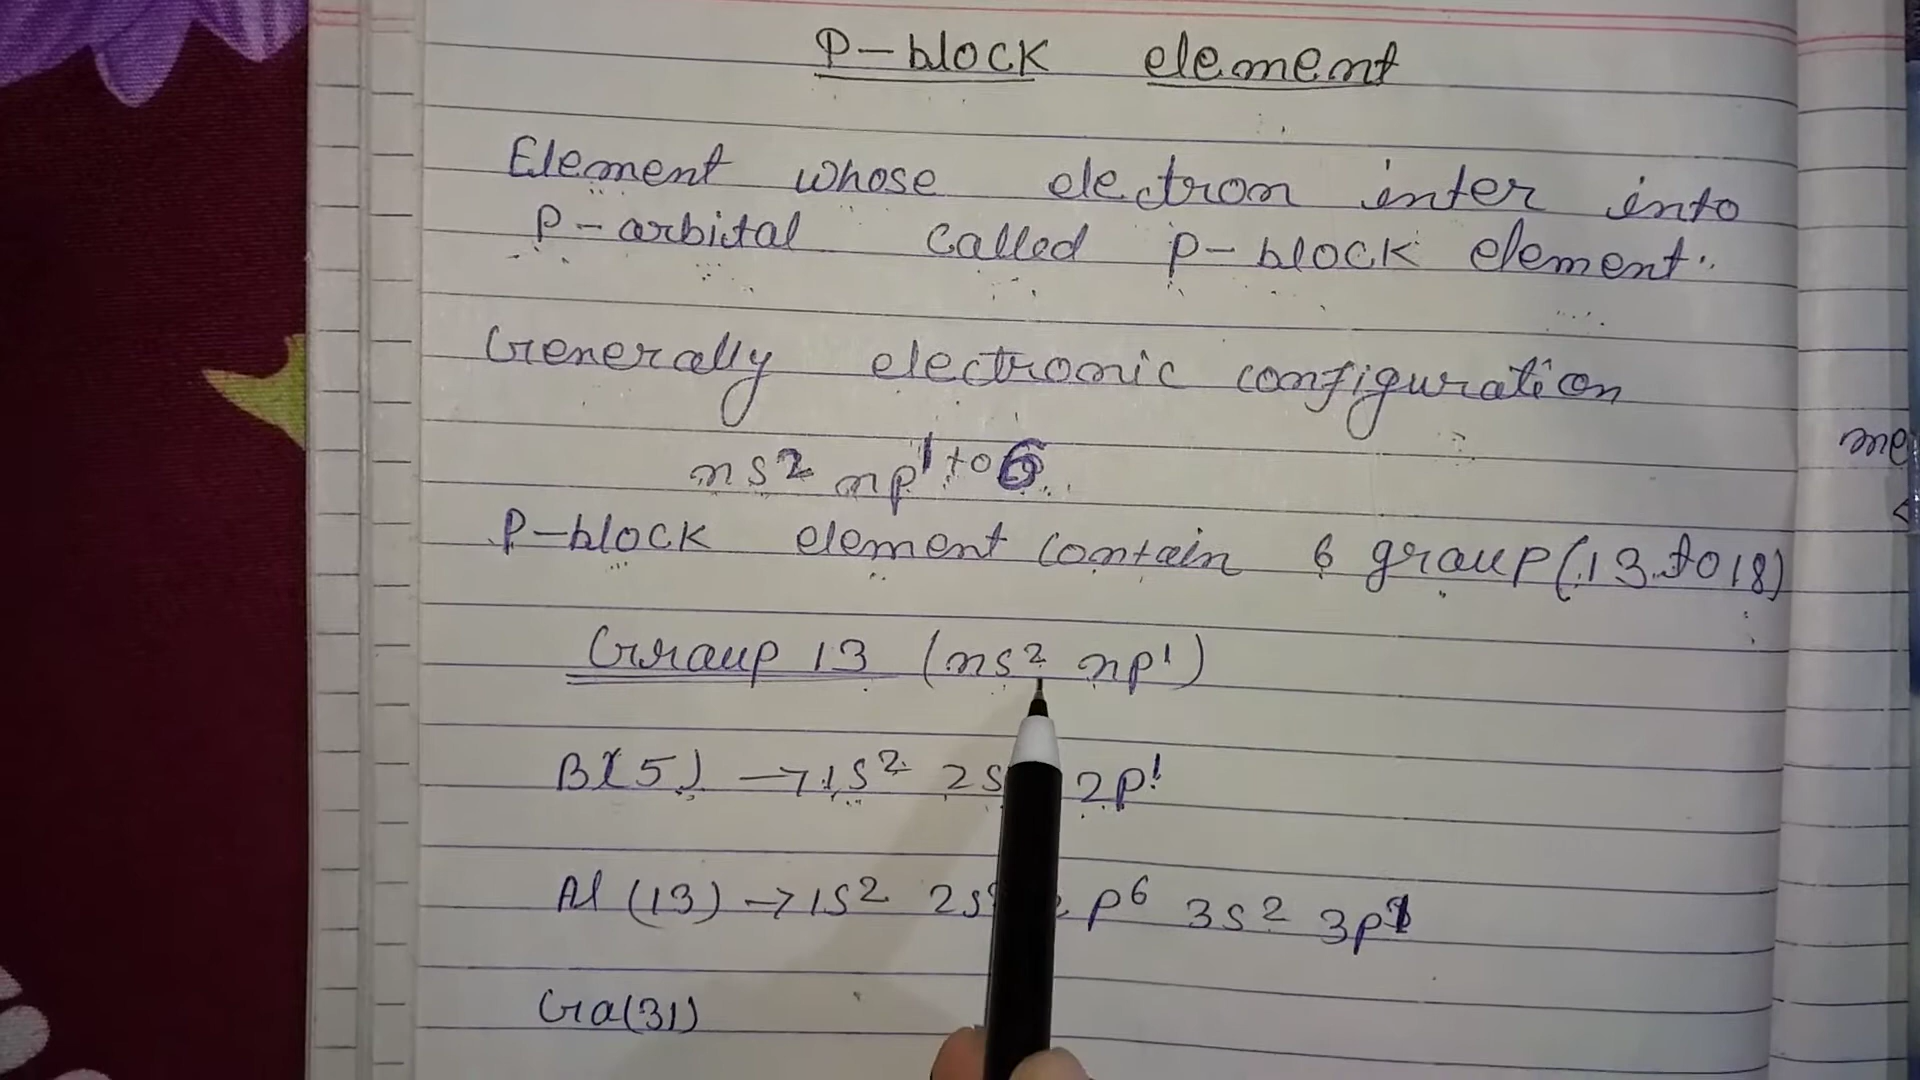 P-block element
Element whose electron inter into
P-arbital called p-block element.
Generally electronic configuration
ns² np¹ to 6
P-block element contain 6 group (13 to 18)
Group 13 (ns² np¹)
B(5) → 1s² 2s 2p¹
Al (13) → 1s² 2s² p⁶ 3s² 3p¹
Ga(31)
me